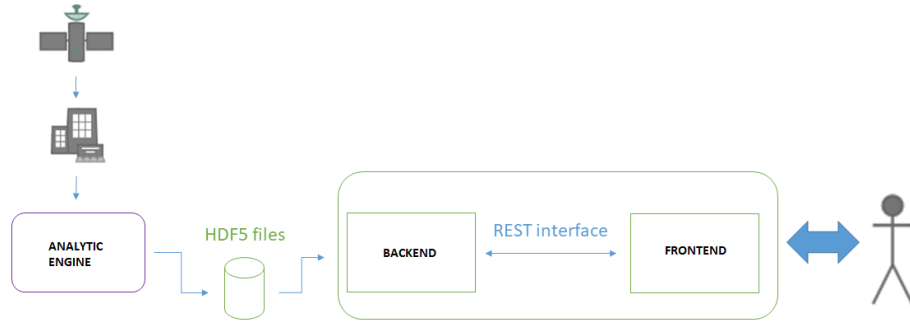 HDF5 files
REST interface
ANALYTIC
ENGINE
BACKEND
FRONTEND